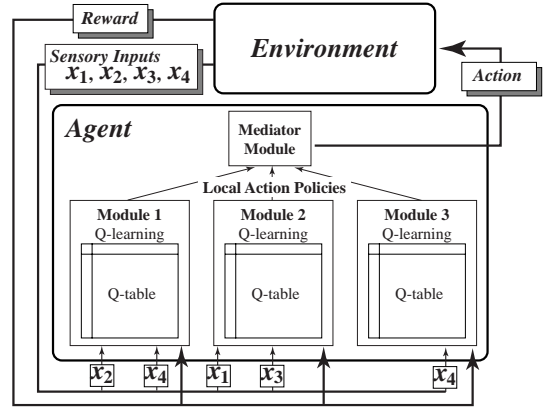 Reward
Environment
Sensory Inputs
x1, x2, x3, x4
Action
Agent
Mediator
Module
Local Action Policies
Module 1
Q-learning
Q-table
Module 2
Q-learning
Q-table
Module 3
Q-learning
Q-table
x2
x4
x1
x3
x4